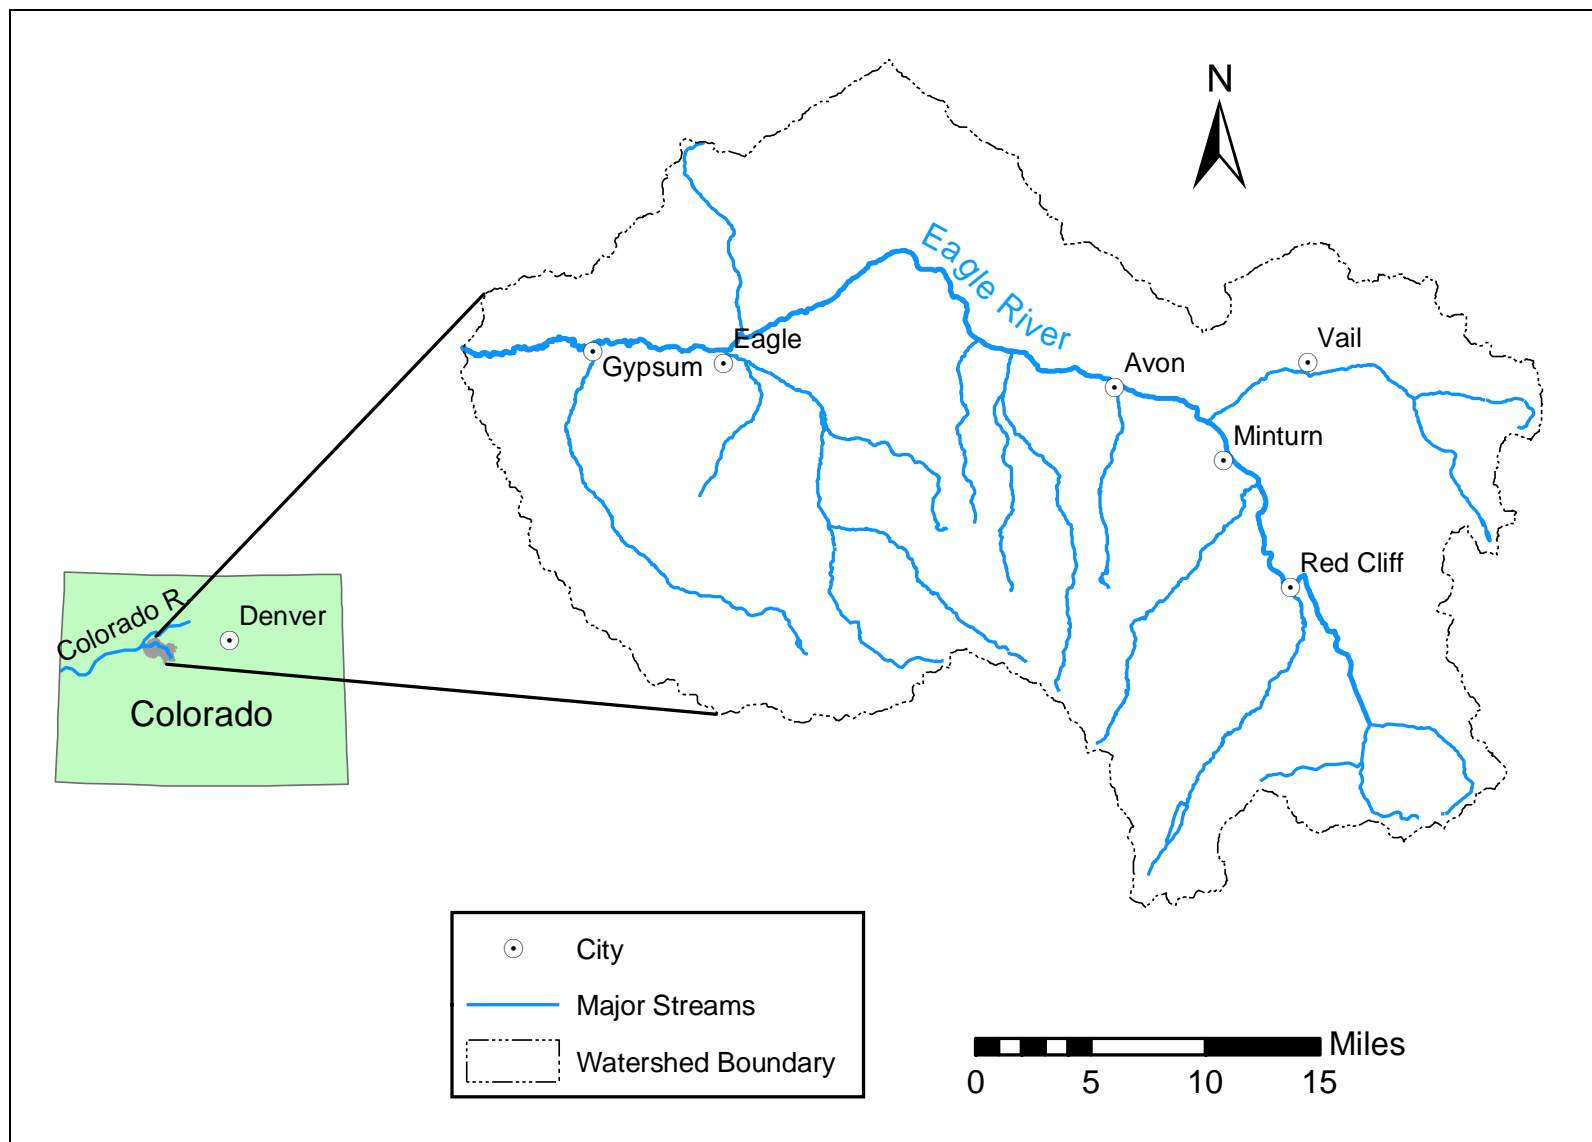 N
Eagle River
Eagle
Gypsum
Avon
Vail
Minturn
Red Cliff
Colorado R.
Denver
Colorado
City
Major Streams
Watershed Boundary
Miles
0 5 10 15